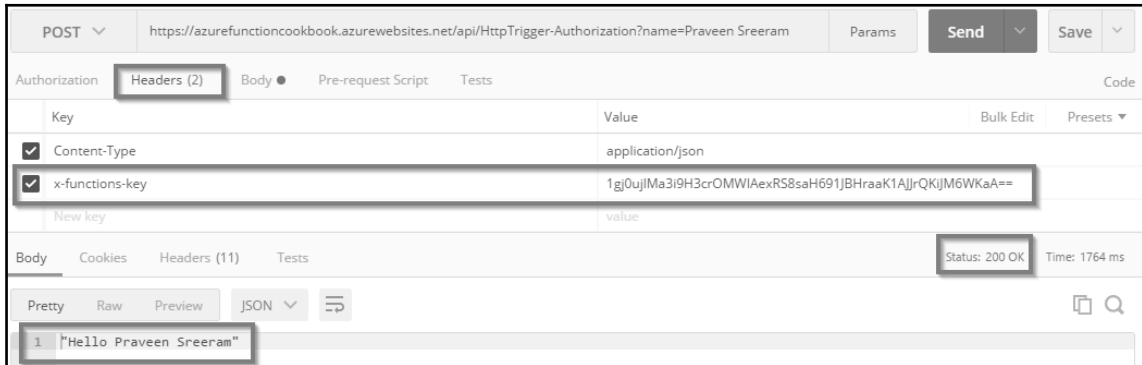 POST https://azurefunctioncookbook.azurewebsites.net/api/HttpTrigger-Authorization?name=Praveen Sreeram Params Send Save
Authorization Headers (2) Body Pre-request Script Tests Code
Key Value Bulk Edit Presets
Content-Type application/json
x-functions-key 1gj0ujIMa3i9H3crOMWIAexRS8saH691JBHraaK1AJJrQKiJM6WKaA==
New key value
Body Cookies Headers (11) Tests Status: 200 OK Time: 1764 ms
Pretty Raw Preview JSON
1 "Hello Praveen Sreeram"